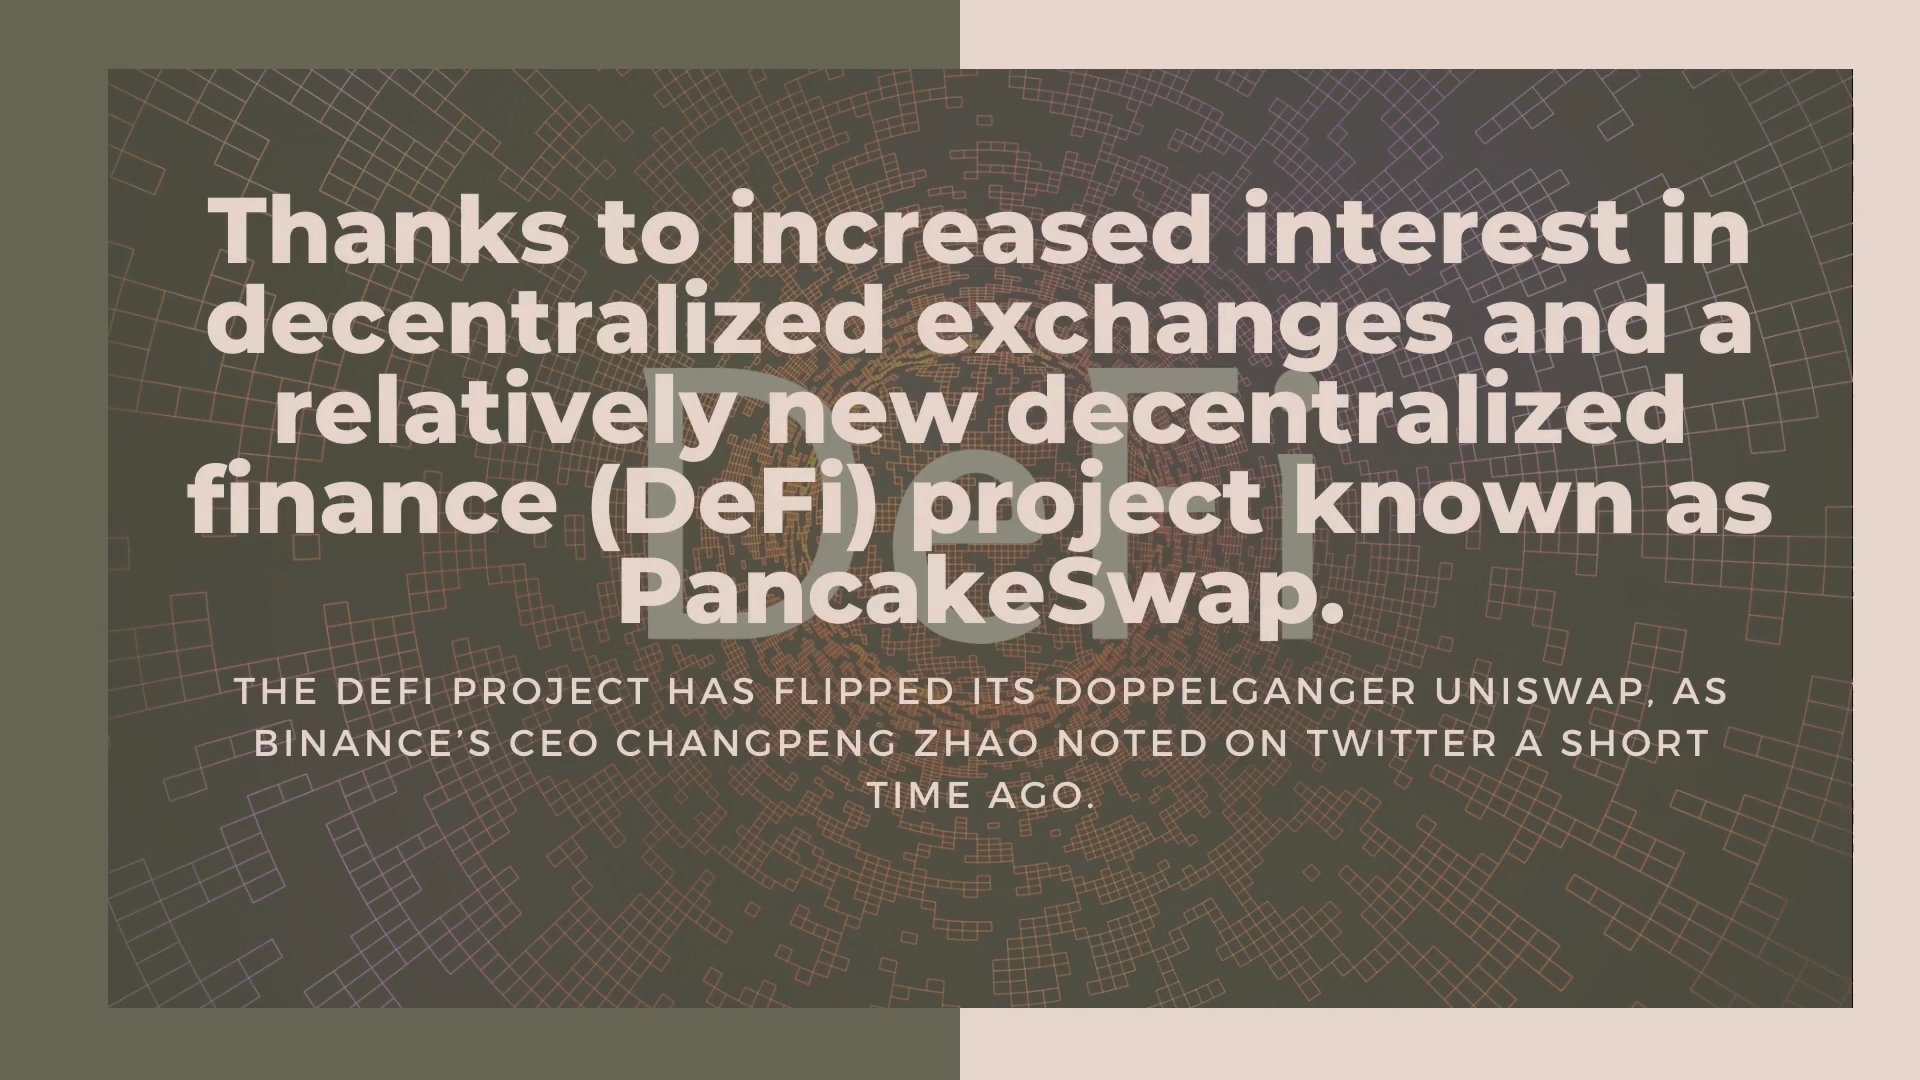 Thanks to increased interest in
decentralized exchanges and a
relatively new decentralized
finance (DeFi) project known as
PancakeSwap.
DeFi
THE DEFI PROJECT HAS FLIPPED ITS DOPPELGANGER UNISWAP, AS
BINANCE’S CEO CHANGPENG ZHAO NOTED ON TWITTER A SHORT
TIME AGO.